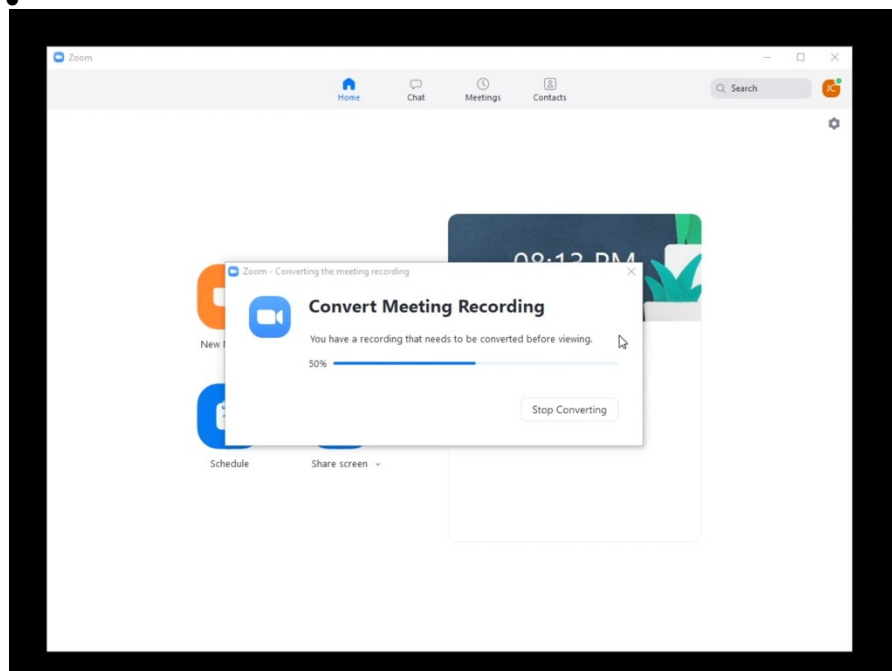 Zoom
Home Chat Meetings Contacts
Search
JC
Zoom - Converting the meeting recording
Convert Meeting Recording
You have a recording that needs to be converted before viewing.
50%
Stop Converting
New
Schedule
Share screen